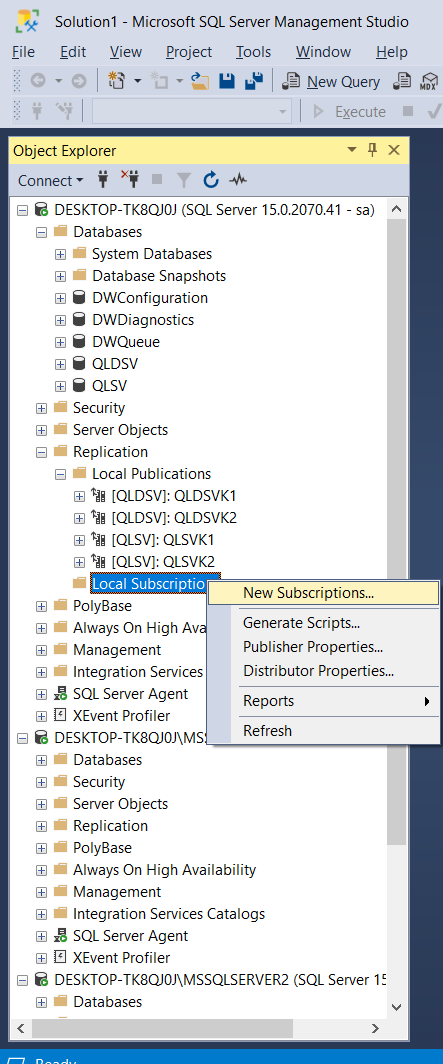 Solution1 - Microsoft SQL Server Management Studio
File Edit View Project Tools Window Help
New Query MDX
Execute
Object Explorer
Connect
DESKTOP-TK8QJ0J (SQL Server 15.0.2070.41 - sa)
Databases
System Databases
Database Snapshots
DWConfiguration
DWDiagnostics
DWQueue
QLDSV
QLSV
Security
Server Objects
Replication
Local Publications
[QLDSV]: QLDSVK1
[QLDSV]: QLDSVK2
[QLSV]: QLSVK1
[QLSV]: QLSVK2
Local Subscriptio
New Subscriptions...
PolyBase
Generate Scripts...
Always On High Ava
Publisher Properties...
Management
Distributor Properties...
Integration Services
SQL Server Agent
Reports
XEvent Profiler
Refresh
DESKTOP-TK8QJ0J\MSS
Databases
Security
Server Objects
Replication
PolyBase
Always On High Availability
Management
Integration Services Catalogs
SQL Server Agent
XEvent Profiler
DESKTOP-TK8QJ0J\MSSQLSERVER2 (SQL Server 15
Databases
Ready